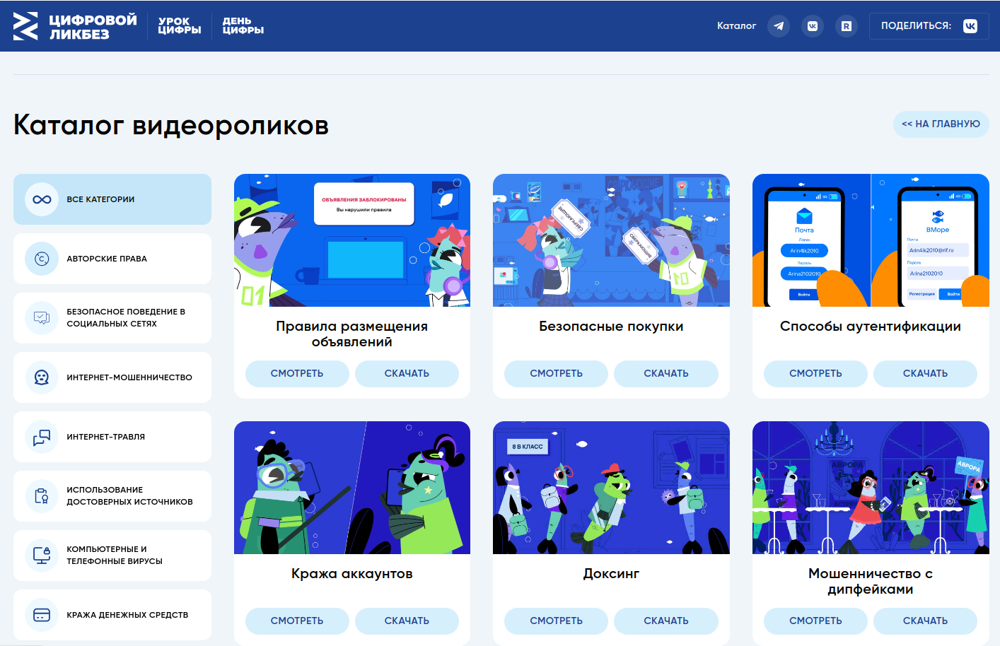 ЦИФРОВОЙ
ЛИКБЕЗ
УРОК
ЦИФРЫ
ДЕНЬ
ЦИФРЫ
Каталог
ПОДЕЛИТЬСЯ:
Каталог видеороликов
<< НА ГЛАВНУЮ
ВСЕ КАТЕГОРИИ
АВТОРСКИЕ ПРАВА
БЕЗОПАСНОЕ ПОВЕДЕНИЕ В
СОЦИАЛЬНЫХ СЕТЯХ
ИНТЕРНЕТ-МОШЕННИЧЕСТВО
ИНТЕРНЕТ-ТРАВЛЯ
ИСПОЛЬЗОВАНИЕ
ДОСТОВЕРНЫХ ИСТОЧНИКОВ
КОМПЬЮТЕРНЫЕ И
ТЕЛЕФОННЫЕ ВИРУСЫ
КРАЖА ДЕНЕЖНЫХ СРЕДСТВ
ОБЪЯВЛЕНИЯ ЗАБЛОКИРОВАНЫ
Вы нарушили правила
01
Правила размещения
объявлений
СМОТРЕТЬ
СКАЧАТЬ
СВЕРКАЮЩИЕ
СВЕРКАЮЩИЕ
Безопасные покупки
СМОТРЕТЬ
СКАЧАТЬ
4G
Почта
Логин
Arin4ik2010
Пароль
Arina2102010
Войти
4G
ВМоре
Почта
Arin4ik2010@rif.ru
Пароль
Arina2102010
Регистрация
Войти
Способы аутентификации
СМОТРЕТЬ
СКАЧАТЬ
Кража аккаунтов
СМОТРЕТЬ
СКАЧАТЬ
8 В КЛАСС
Доксинг
СМОТРЕТЬ
СКАЧАТЬ
АВРОРА
АВРОРА
Мошенничество с
дипфейками
СМОТРЕТЬ
СКАЧАТЬ